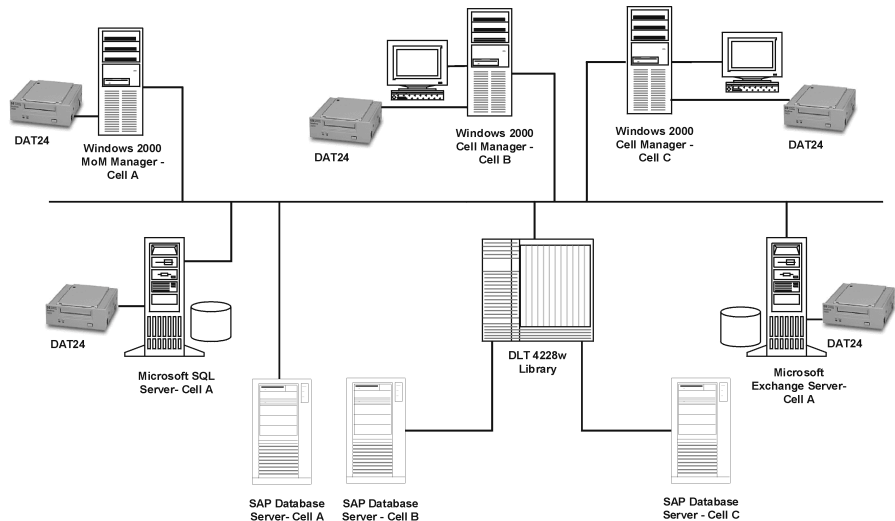 DAT24
Windows 2000
MoM Manager -
Cell A
DAT24
Windows 2000
Cell Manager -
Cell B
Windows 2000
Cell Manager -
Cell C
DAT24
DAT24
Microsoft SQL
Server- Cell A
DLT 4228w
Library
Microsoft
Exchange Server-
Cell A
DAT24
SAP Database
Server- Cell A
SAP Database
Server - Cell B
SAP Database
Server - Cell C